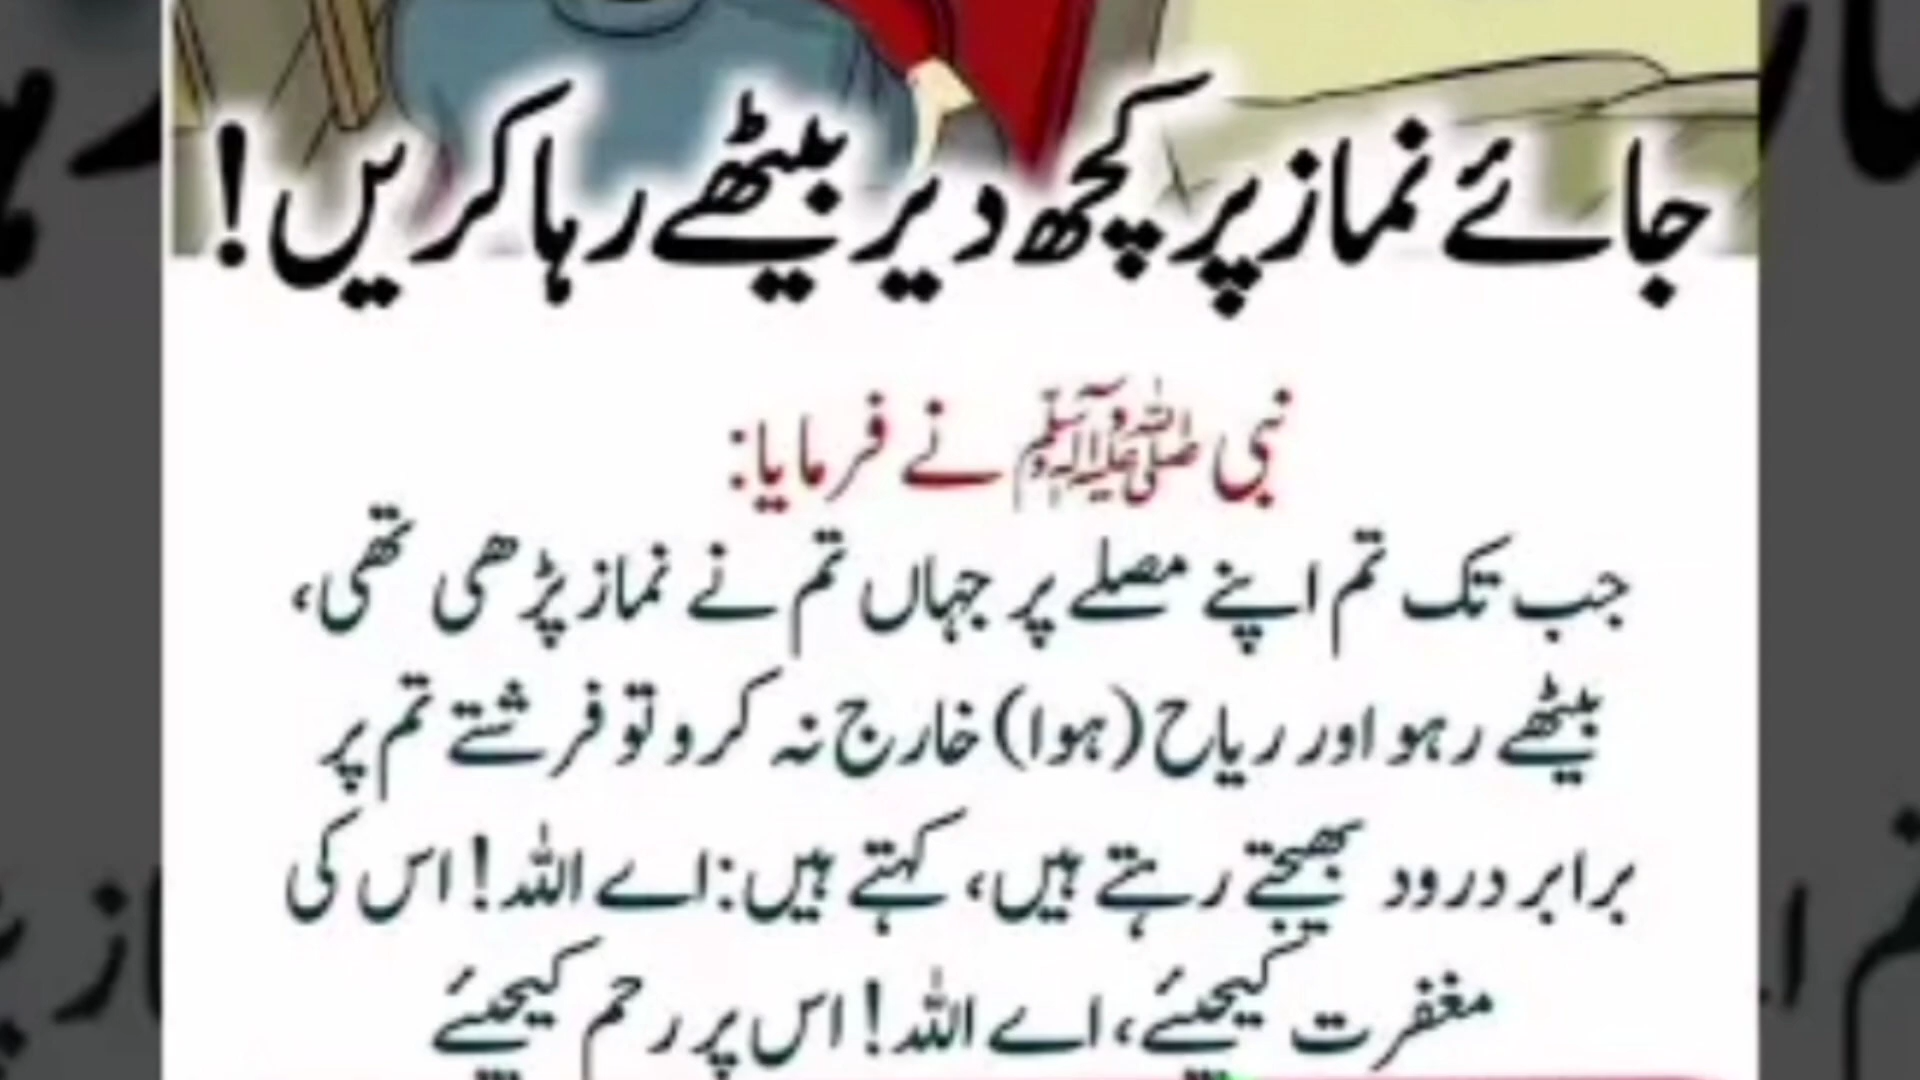 جائے نماز پر کچھ دیر بیٹھے رہا کریں!
نبی ﷺ نے فرمایا:
جب تک تم اپنے مصلے پر جہاں تم نے نماز پڑھی تھی،
بیٹھے رہو اور ریاح (ہوا) خارج نہ کرو تو فرشتے تم پر
برابر درود بھیجتے رہتے ہیں، کہتے ہیں: اے اللہ! اس کی
مغفرت کیجیئے، اے اللہ! اس پر رحم کیجیئے